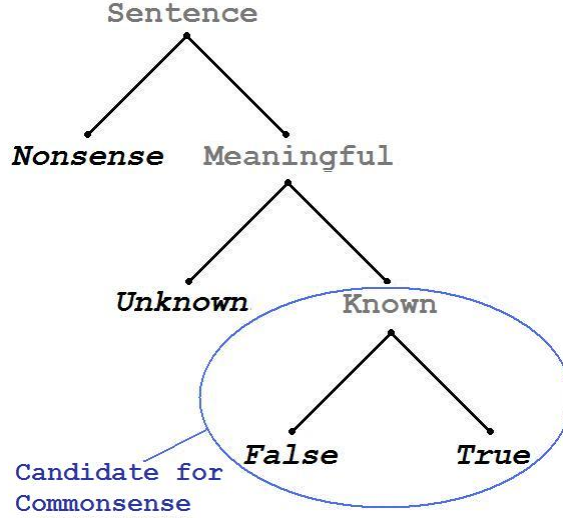 Sentence
Nonsense Meaningful
Unknown Known
False True
Candidate for
Commonsense